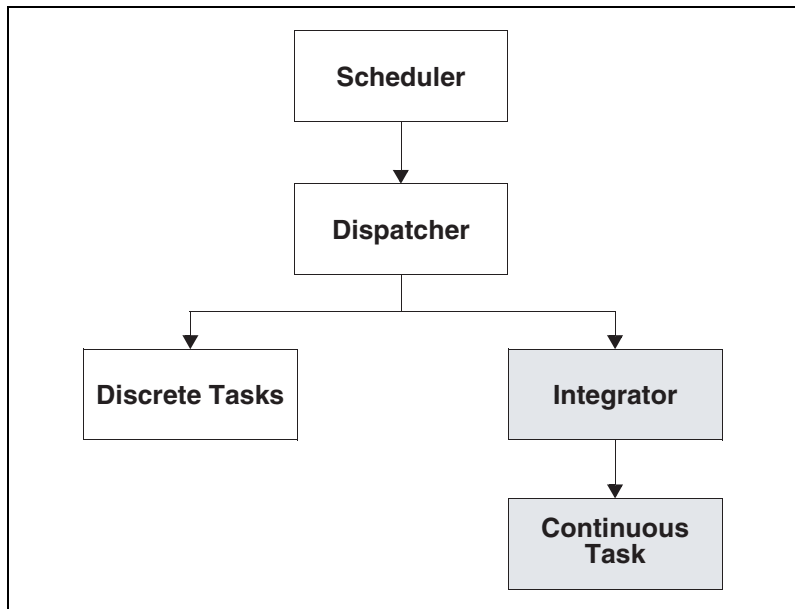 Scheduler
Dispatcher
Discrete Tasks
Integrator
Continuous
Task